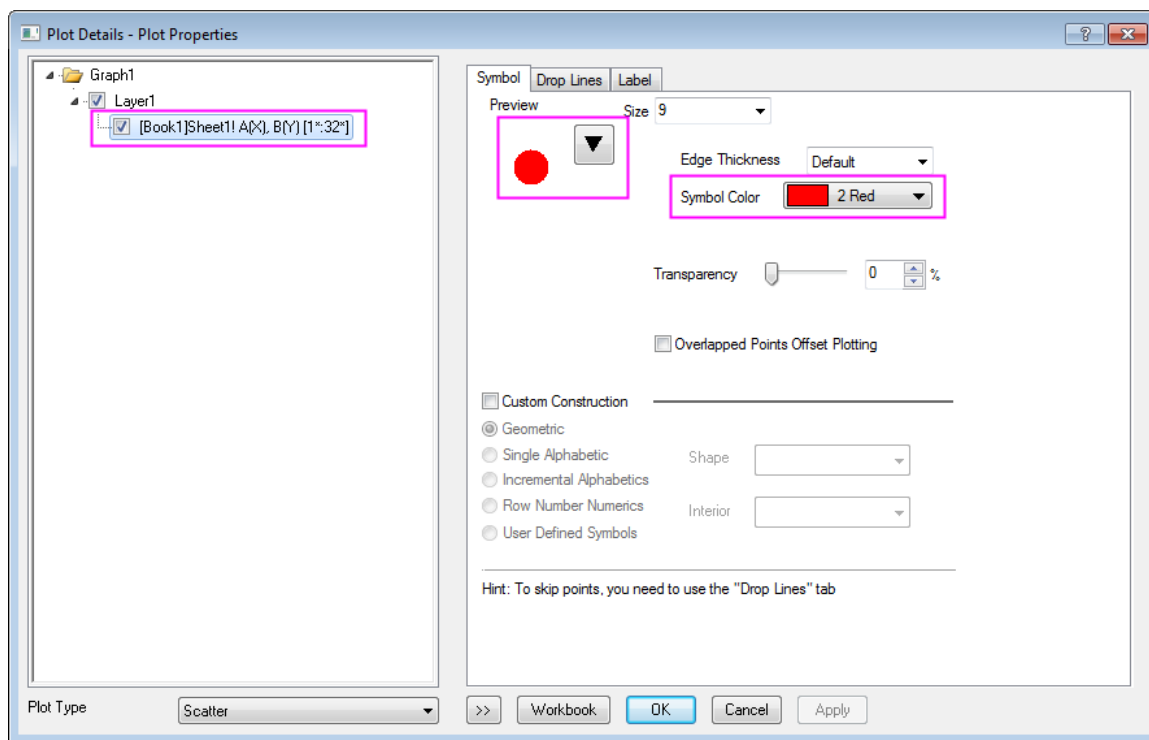 Plot Details - Plot Properties
?
Graph1
Layer1
[Book1]Sheet1! A(X), B(Y) [1*:32*]
Symbol Drop Lines Label
Preview Size 9
Edge Thickness Default
Symbol Color 2 Red
Transparency 0 %
Overlapped Points Offset Plotting
Custom Construction
Geometric
Single Alphabetic Shape
Incremental Alphabetics
Row Number Numerics Interior
User Defined Symbols
Hint: To skip points, you need to use the "Drop Lines" tab
Plot Type Scatter >> Workbook OK Cancel Apply